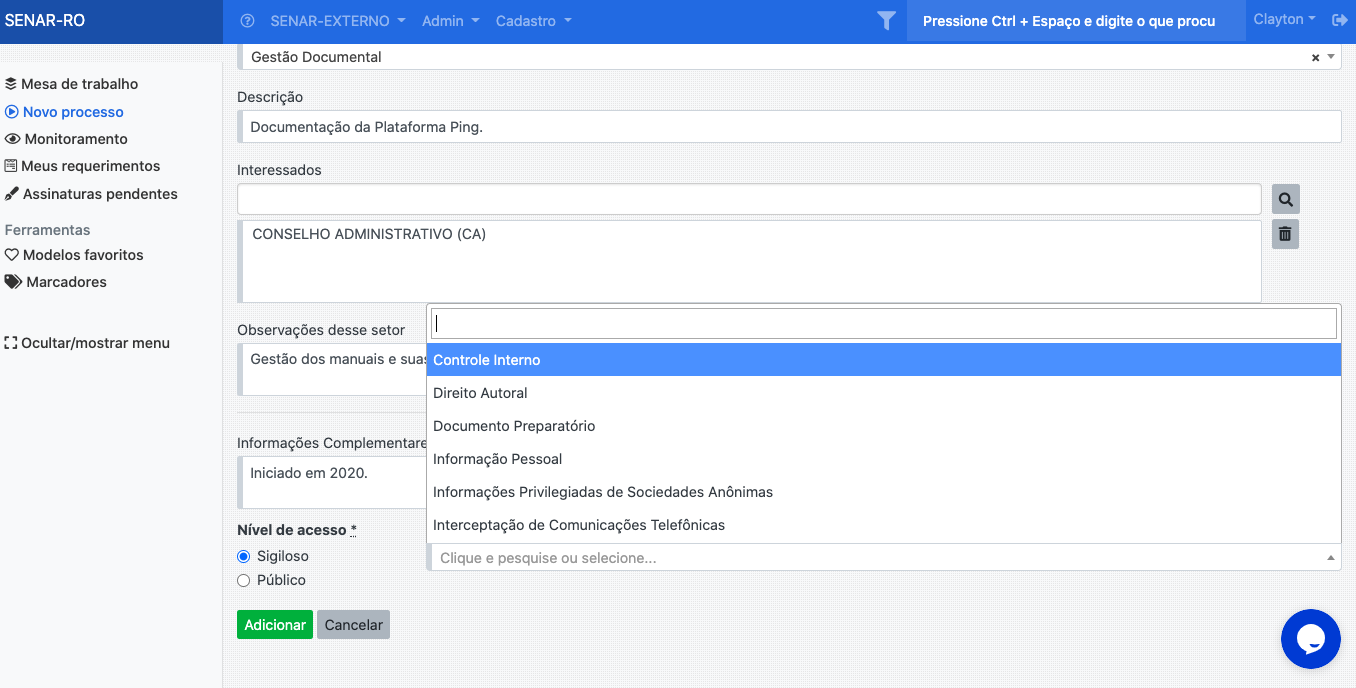 SENAR-RO
SENAR-EXTERNO Admin Cadastro
Pressione Ctrl + Espaço e digite o que procu
Clayton
Mesa de trabalho
Novo processo
Monitoramento
Meus requerimentos
Assinaturas pendentes
Ferramentas
Modelos favoritos
Marcadores
Ocultar/mostrar menu
Gestão Documental
Descrição
Documentação da Plataforma Ping.
Interessados
CONSELHO ADMINISTRATIVO (CA)
Observações desse setor
Gestão dos manuais e suas
Informações Complementare
Iniciado em 2020.
Nível de acesso *
Sigiloso
Público
Controle Interno
Direito Autoral
Documento Preparatório
Informação Pessoal
Informações Privilegiadas de Sociedades Anônimas
Interceptação de Comunicações Telefônicas
Clique e pesquise ou selecione...
Adicionar Cancelar